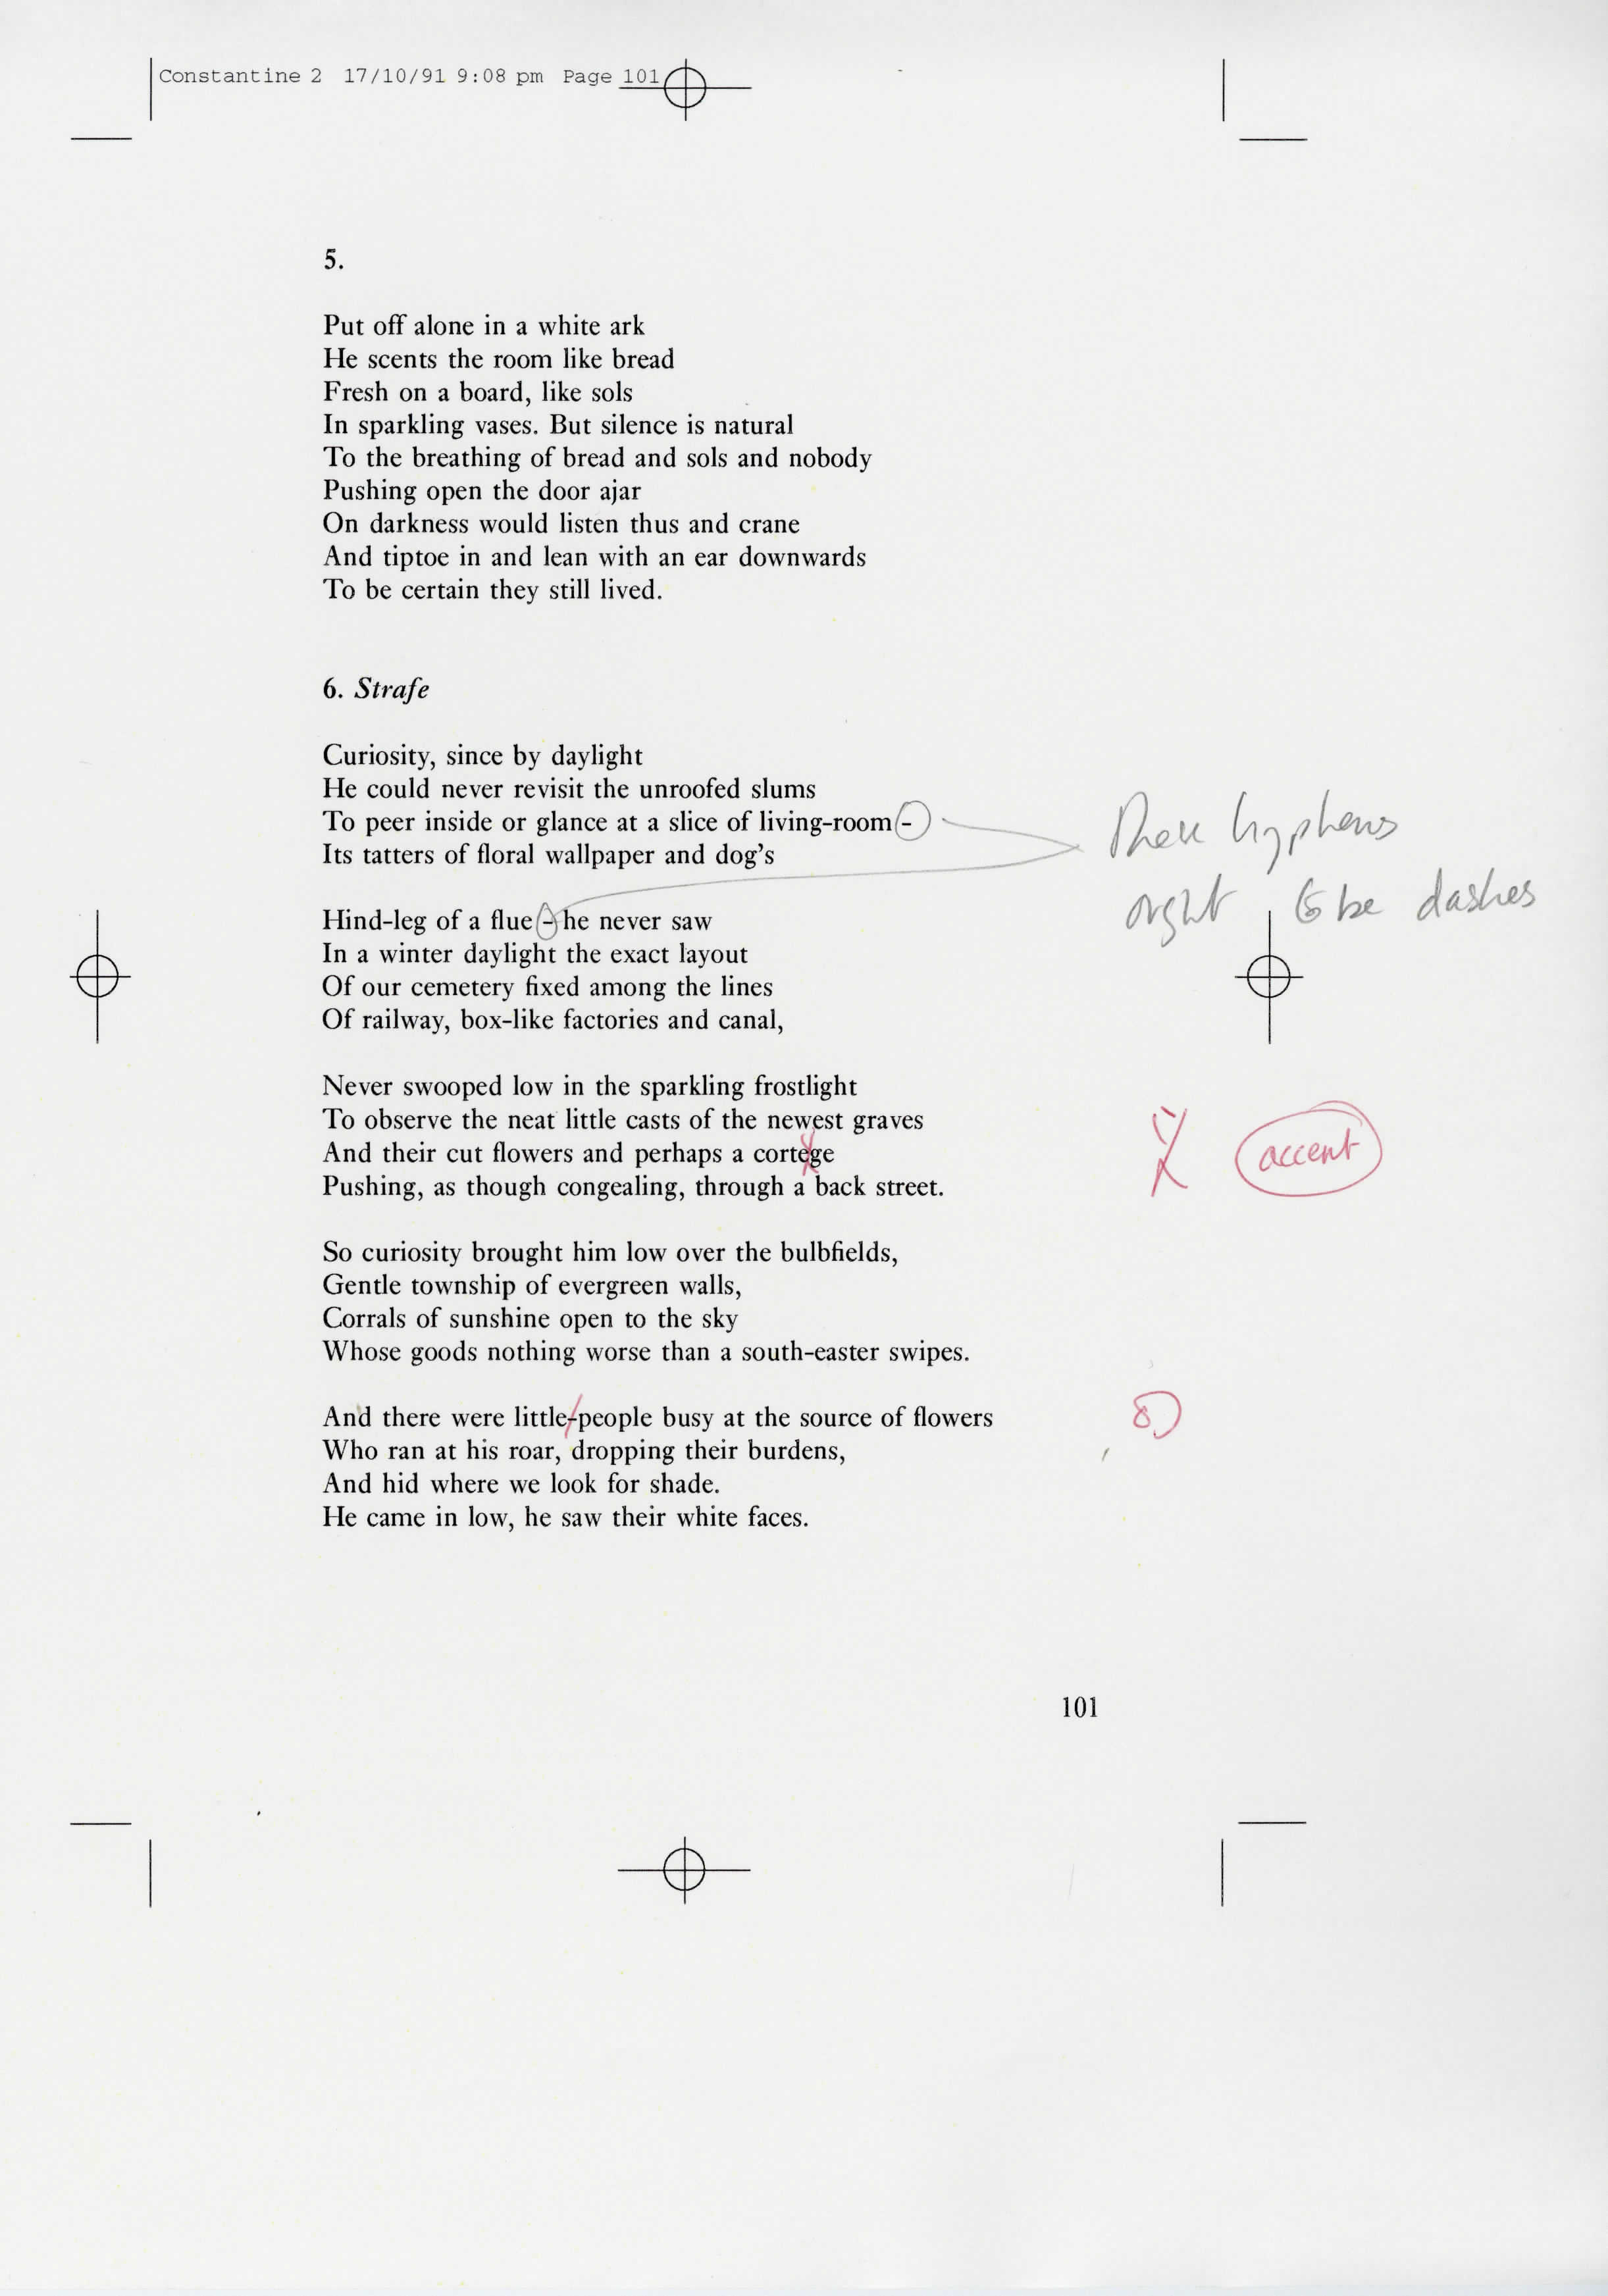 Constantine 2 17/10/91 9:08 pm Page 101
5.
Put off alone in a white ark
He scents the room like bread
Fresh on a board, like sols
In sparkling vases. But silence is natural
To the breathing of bread and sols and nobody
Pushing open the door ajar
On darkness would listen thus and crane
And tiptoe in and lean with an ear downwards
To be certain they still lived.
6. Strafe
Curiosity, since by daylight
He could never revisit the unroofed slums
To peer inside or glance at a slice of living-room -
Its tatters of floral wallpaper and dog's
These hyphens
ought to be dashes
Hind-leg of a flue - he never saw
In a winter daylight the exact layout
Of our cemetery fixed among the lines
Of railway, box-like factories and canal,
Never swooped low in the sparkling frostlight
To observe the neat little casts of the newest graves
And their cut flowers and perhaps a cortege
accent
Pushing, as though congealing, through a back street.
So curiosity brought him low over the bulbfields,
Gentle township of evergreen walls,
Corrals of sunshine open to the sky
Whose goods nothing worse than a south-easter swipes.
And there were little-people busy at the source of flowers
Who ran at his roar, dropping their burdens,
And hid where we look for shade.
He came in low, he saw their white faces.
101